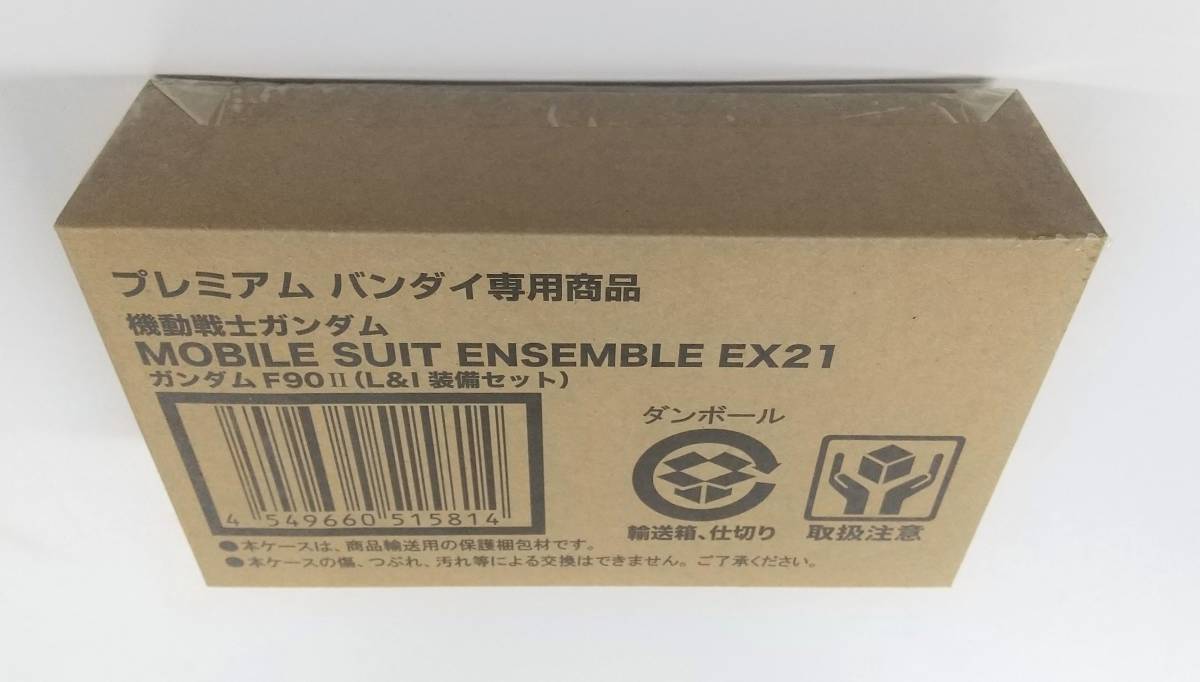 プレミアム バンダイ専用商品
機動戦士ガンダム
MOBILE SUIT ENSEMBLE EX21
ガンダム F90Ⅱ(L&I 装備セット)
4 549660 515814
ダンボール
輸送箱、仕切り
取扱注意
●本ケースは、商品輸送用の保護梱包材です。
●本ケースの傷、つぶれ、汚れ等による交換はできません。ご了承ください。